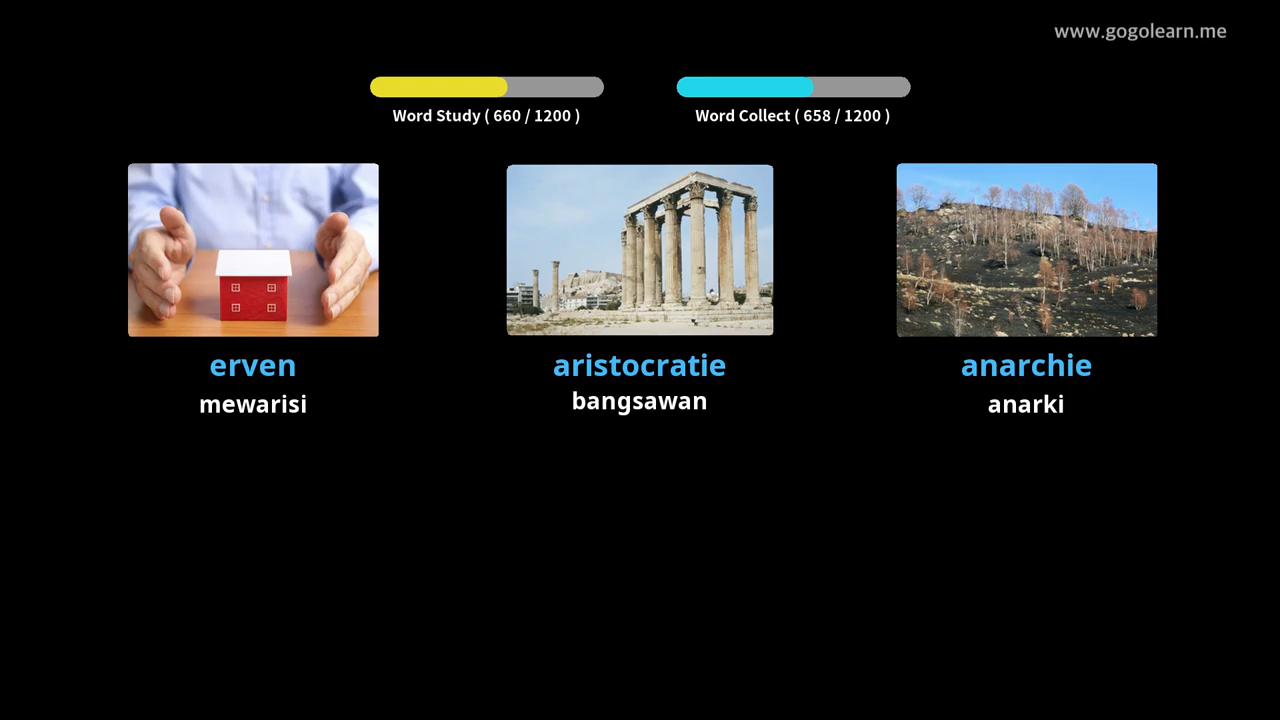 www.gogolearn.me
Word Study ( 660 / 1200 )
Word Collect ( 658 / 1200 )
erven
mewarisi
aristocratie
bangsawan
anarchie
anarki